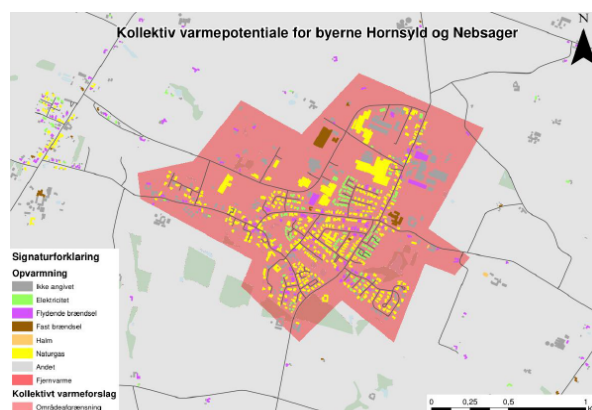 Kollektiv varmepotentiale for byerne Hornsyld og Nebsager
N
Signaturforklaring
Opvarmning
Ikke angivet
Elektricitet
Flydende brændsel
Fast brændsel
Halm
Naturgas
Andet
Fjernvarme
Kollektivt varmeforslag
Områdeafgrænsning
0 0,25 0,5 1